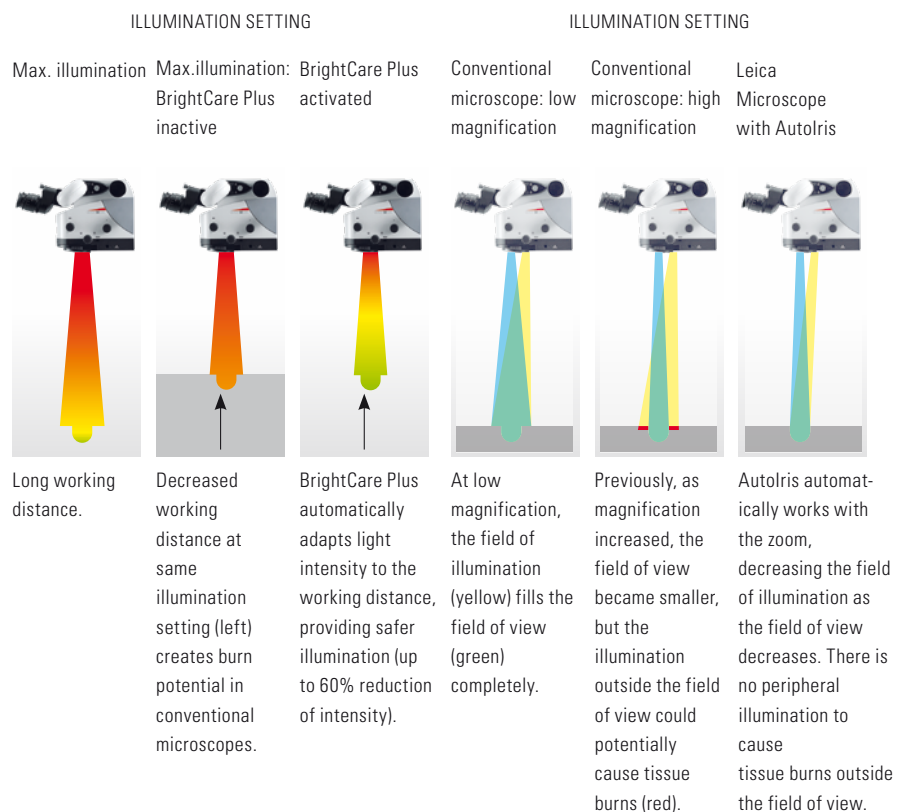 ILLUMINATION SETTING
Max. illumination
Max.illumination:
BrightCare Plus
inactive
BrightCare Plus
activated
Long working
distance.
Decreased
working
distance at
same
illumination
setting (left)
creates burn
potential in
conventional
microscopes.
BrightCare Plus
automatically
adapts light
intensity to the
working distance,
providing safer
illumination (up
to 60% reduction
of intensity).
ILLUMINATION SETTING
Conventional
microscope: low
magnification
Conventional
microscope: high
magnification
Leica
Microscope
with AutoIris
At low
magnification,
the field of
illumination
(yellow) fills the
field of view
(green)
completely.
Previously, as
magnification
increased, the
field of view
became smaller,
but the
illumination
outside the field
of view could
potentially
cause tissue
burns (red).
AutoIris automat-
ically works with
the zoom,
decreasing the field
of illumination as
the field of view
decreases. There is
no peripheral
illumination to
cause
tissue burns outside
the field of view.